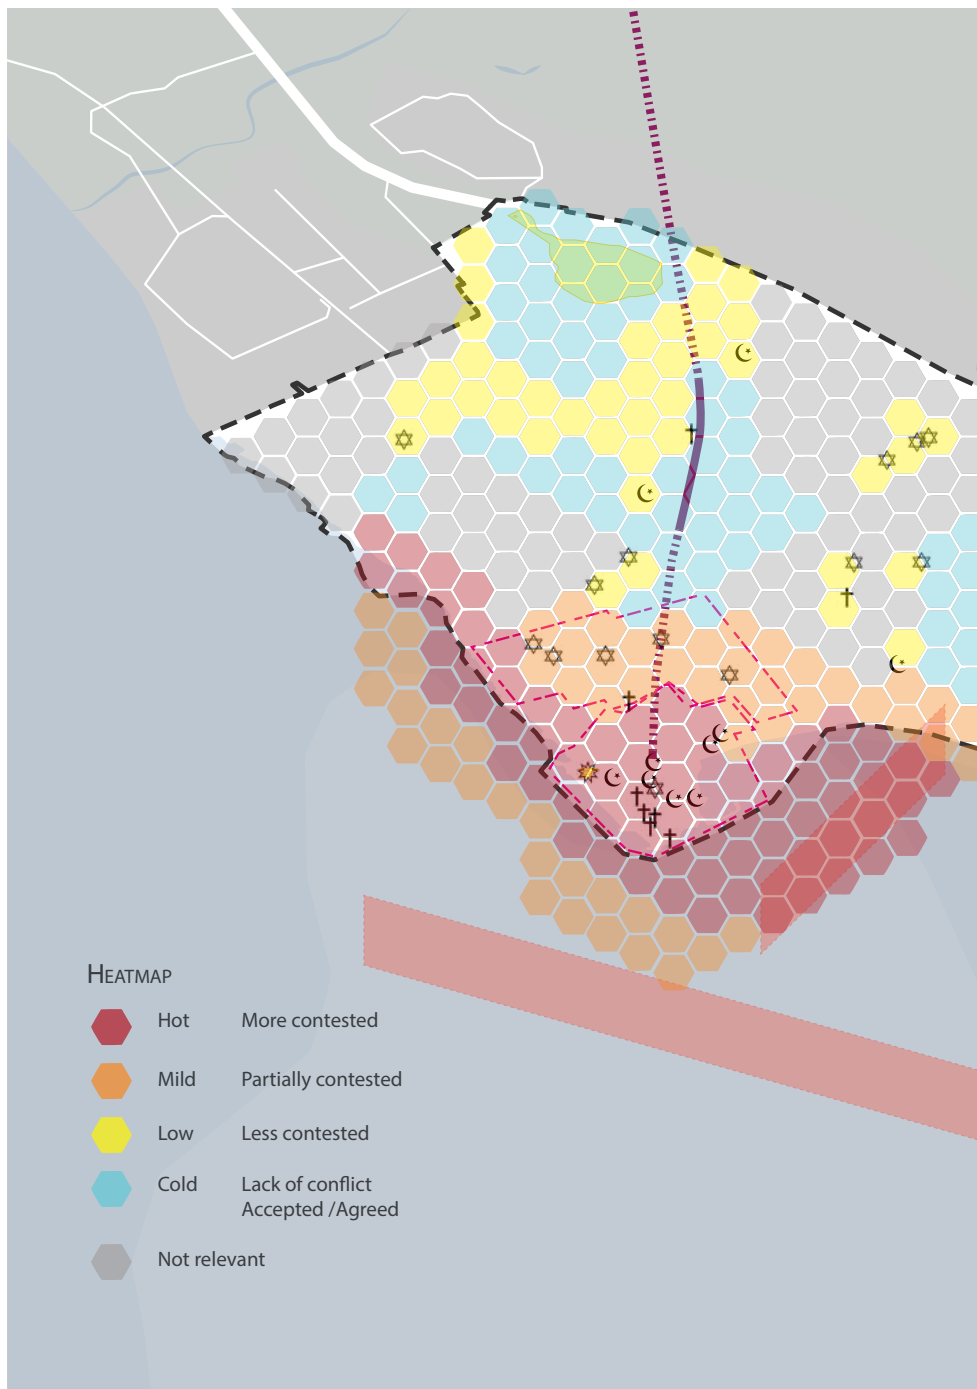 HEATMAP
Hot More contested
Mild Partially contested
Low Less contested
Cold Lack of conflict
Accepted /Agreed
Not relevant